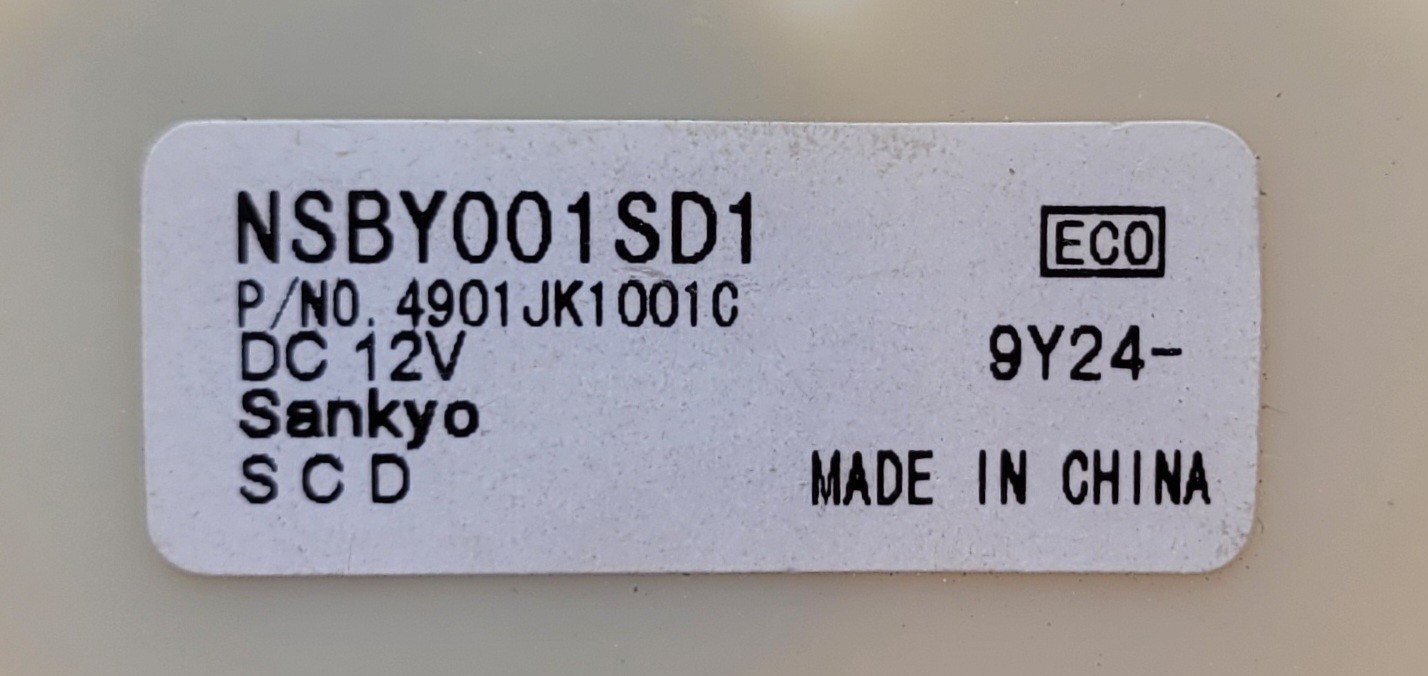 NSBY001SD1
ECO
P/NO. 4901JK1001C
DC 12V
9Y24-
Sankyo
SCD
MADE IN CHINA